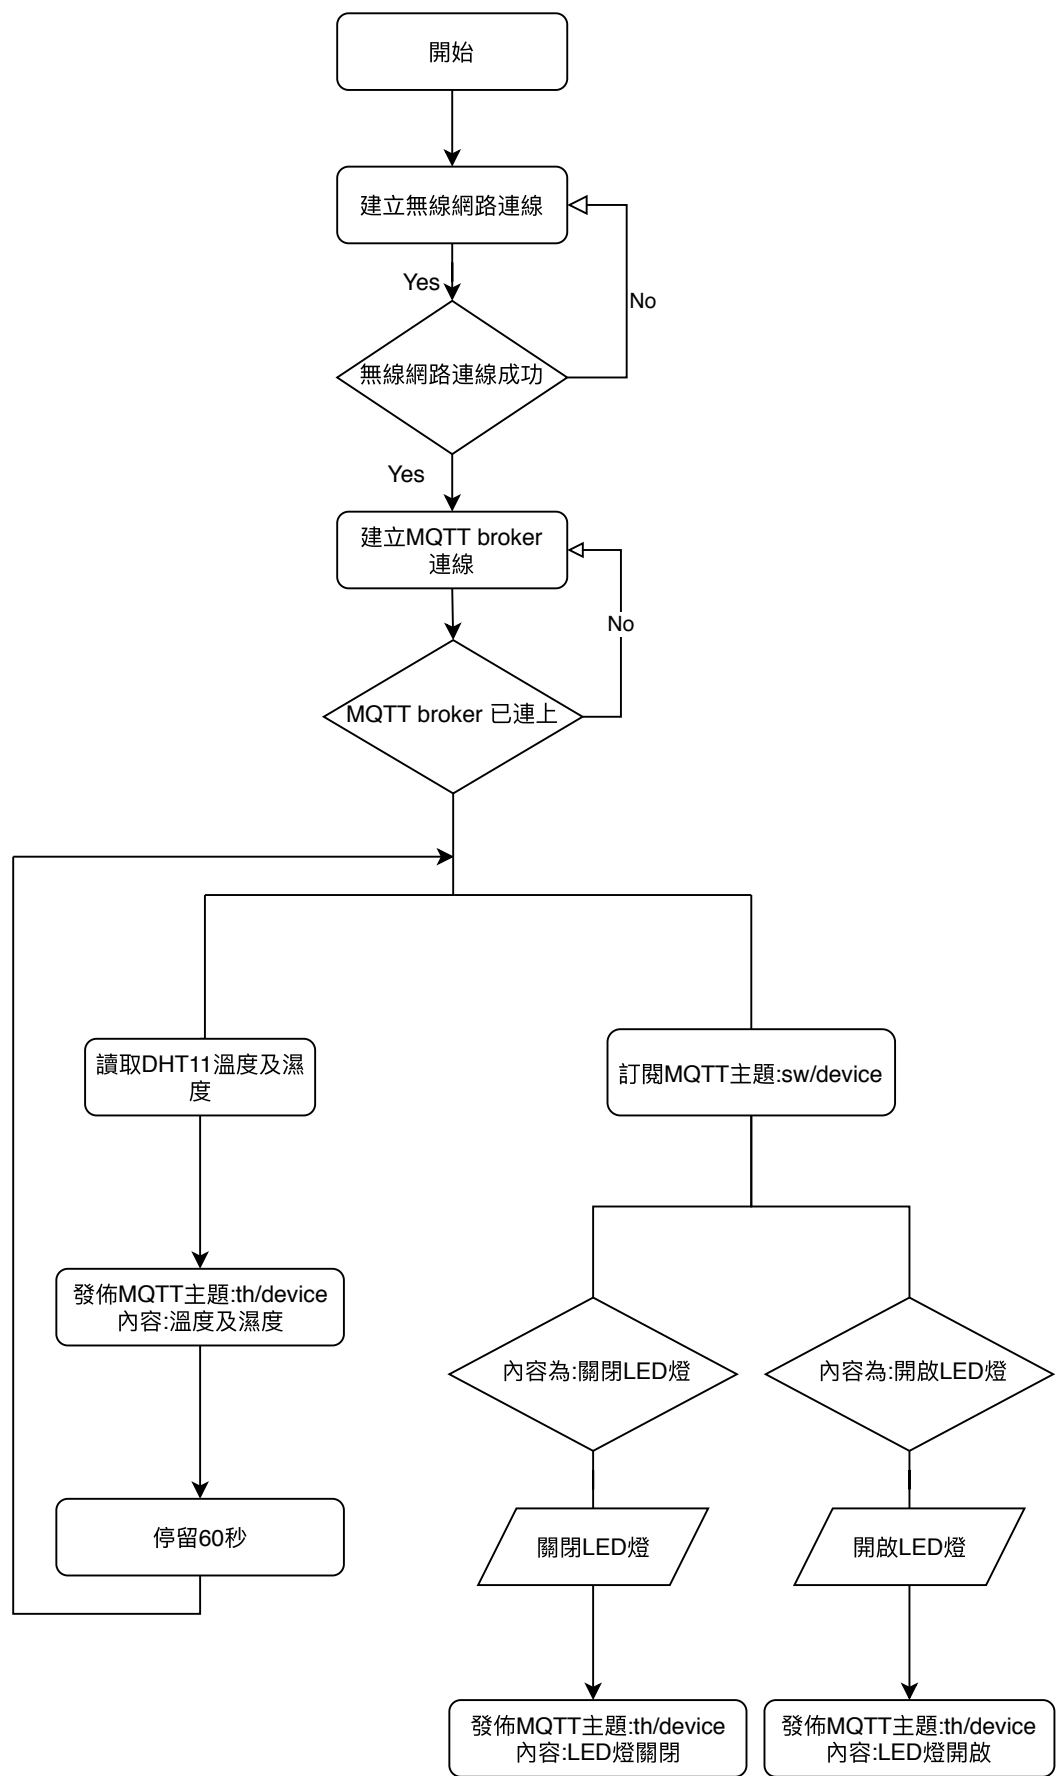 開始
建立無線網路連線
Yes
No
無線網路連線成功
Yes
建立MQTT broker
連線
No
MQTT broker 已連上
讀取DHT11溫度及濕
度
訂閱MQTT主題:sw/device
發佈MQTT主題:th/device
內容:溫度及濕度
內容為:關閉LED燈
內容為:開啟LED燈
停留60秒
關閉LED燈
開啟LED燈
發佈MQTT主題:th/device
內容:LED燈關閉
發佈MQTT主題:th/device
內容:LED燈開啟